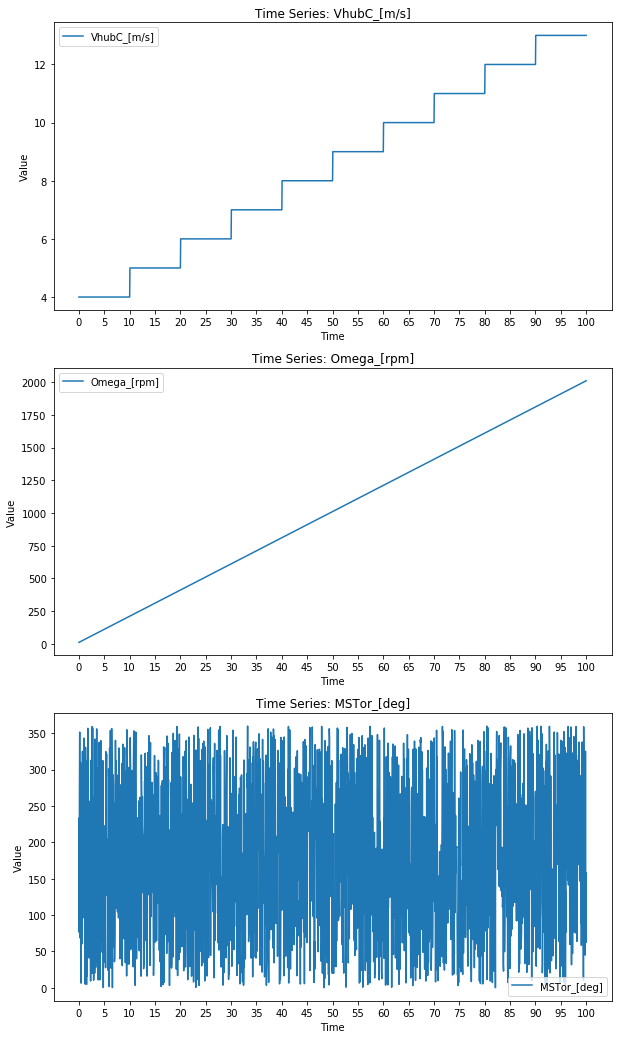 Time Series: VhubC_[m/s]
VhubC_[m/s]
12
10
8
6
4
Value
0 5 10 15 20 25 30 35 40 45 50 55 60 65 70 75 80 85 90 95 100
Time
Time Series: Omega_[rpm]
Omega_[rpm]
2000
1750
1500
1250
1000
750
500
250
0
Value
0 5 10 15 20 25 30 35 40 45 50 55 60 65 70 75 80 85 90 95 100
Time
Time Series: MSTor_[deg]
350
300
250
200
150
100
50
0
Value
MSTor_[deg]
0 5 10 15 20 25 30 35 40 45 50 55 60 65 70 75 80 85 90 95 100
Time